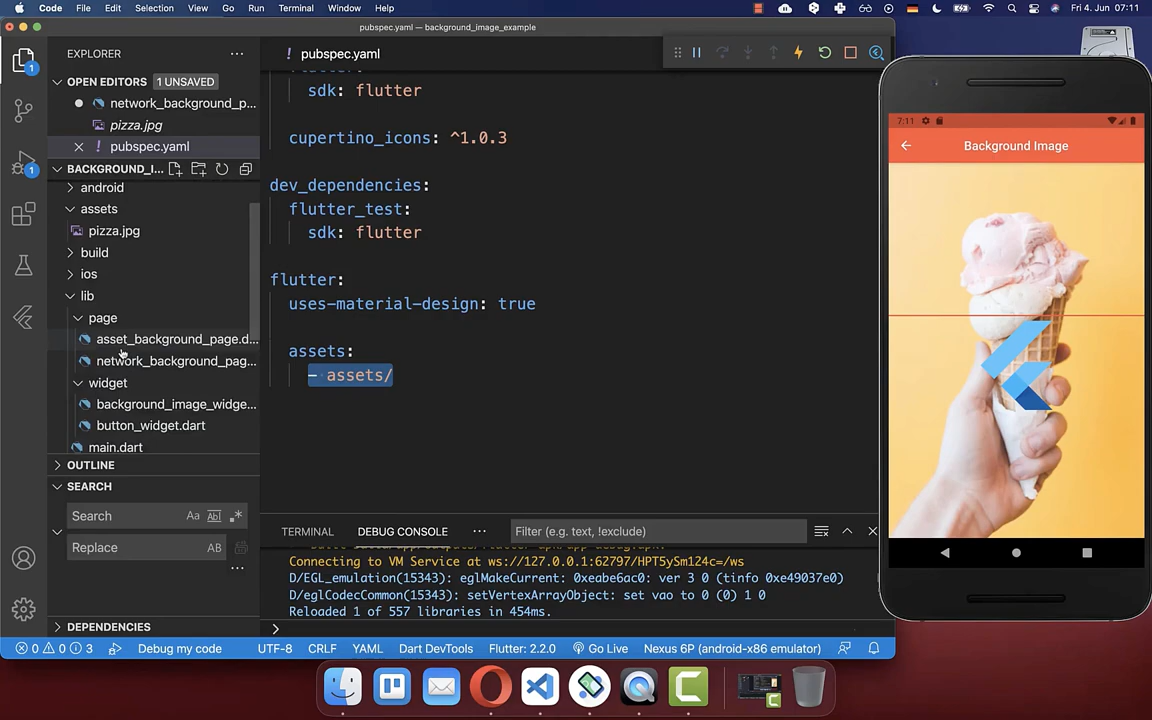 Code File Edit Selection View Go Run Terminal Window Help
Fri 4. Jun 07:11
pubspec.yaml — background_image_example
EXPLORER
OPEN EDITORS 1 UNSAVED
network_background_p...
pizza.jpg
pubspec.yaml
BACKGROUND_I...
android
assets
pizza.jpg
build
ios
lib
page
asset_background_page.d...
network_background_pag...
widget
background_image_widge...
button_widget.dart
main.dart
OUTLINE
SEARCH
Search Aa Abl .*
Replace AB
...
DEPENDENCIES
! pubspec.yaml
sdk: flutter
cupertino_icons: ^1.0.3
dev_dependencies:
flutter_test:
sdk: flutter
flutter:
uses-material-design: true
assets:
- assets/
TERMINAL DEBUG CONSOLE ... Filter (e.g. text, !exclude)
Connecting to VM Service at ws://127.0.0.1:62797/HPT5ySm124c=/ws
D/EGL_emulation(15343): eglMakeCurrent: 0xeabe6ac0: ver 3 0 (tinfo 0xe49037e0)
D/eglCodecCommon(15343): setVertexArrayObject: set vao to 0 (0) 1 0
Reloaded 1 of 557 libraries in 454ms.
0 0 3 Debug my code UTF-8 CRLF YAML Dart DevTools Flutter: 2.2.0 Go Live Nexus 6P (android-x86 emulator)
7:11
Background Image